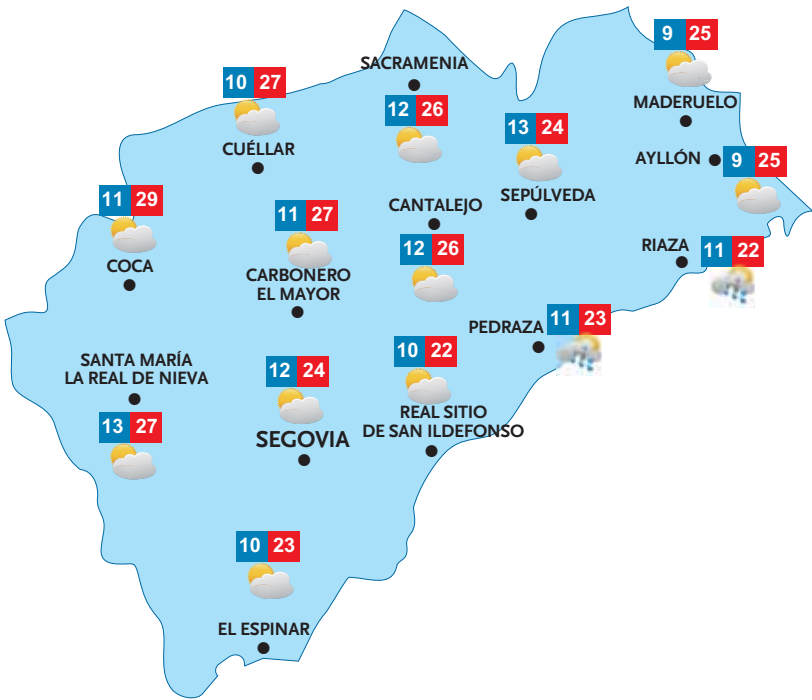 9 25
MADERUELO
SACRAMENIA
12 26
10 27
CUÉLLAR
13 24
SEPÚLVEDA
AYLLÓN
9 25
11 29
COCA
11 27
CARBONERO
EL MAYOR
CANTALEJO
12 26
RIAZA
11 22
PEDRAZA
11 23
SANTA MARÍA
LA REAL DE NIEVA
13 27
12 24
SEGOVIA
10 22
REAL SITIO
DE SAN ILDEFONSO
10 23
EL ESPINAR